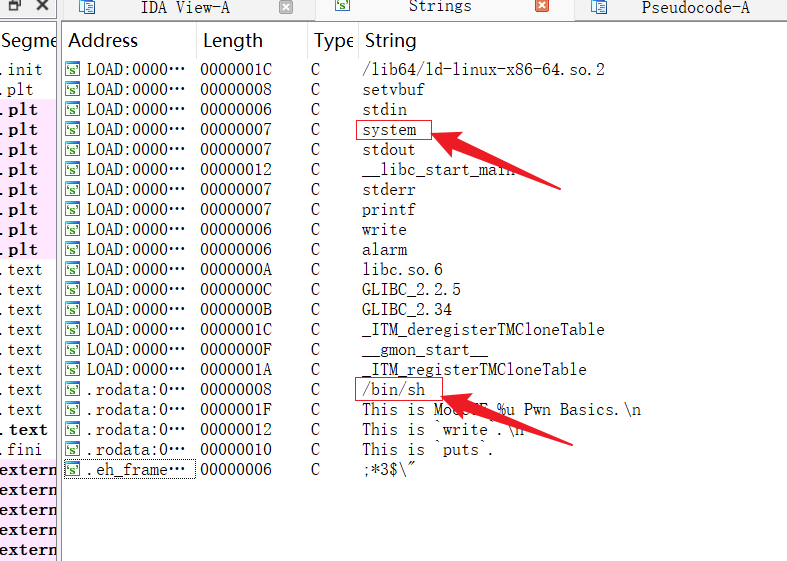 IDA View-A Strings Pseudocode-A
Segme Address Length Type String
.init LOAD:0000··· 0000001C C /lib64/ld-linux-x86-64.so.2
.plt LOAD:0000··· 00000008 C setvbuf
.plt LOAD:0000··· 00000006 C stdin
.plt LOAD:0000··· 00000007 C system
.plt LOAD:0000··· 00000007 C stdout
.plt LOAD:0000··· 00000012 C __libc_start_main
.plt LOAD:0000··· 00000007 C stderr
.plt LOAD:0000··· 00000007 C printf
.plt LOAD:0000··· 00000006 C write
.plt LOAD:0000··· 00000006 C alarm
.text LOAD:0000··· 0000000A C libc.so.6
.text LOAD:0000··· 0000000C C GLIBC_2.2.5
.text LOAD:0000··· 0000000B C GLIBC_2.34
.text LOAD:0000··· 0000001C C _ITM_deregisterTMCloneTable
.text LOAD:0000··· 0000000F C __gmon_start__
.text LOAD:0000··· 0000001A C _ITM_registerTMCloneTable
.text .rodata:0··· 00000008 C /bin/sh
.text .rodata:0··· 0000001F C This is %u Pwn Basics.\n
.text .rodata:0··· 00000012 C This is `write`.\n
.fini .rodata:0··· 00000010 C This is `puts`.
extern .eh_frame··· 00000006 C ;*3$\"
extern
extern
extern
extern